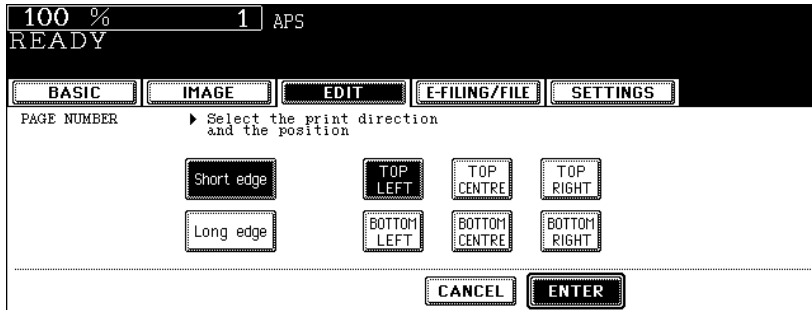 100 % 1 APS
READY
BASIC IMAGE EDIT E-FILING/FILE SETTINGS
PAGE NUMBER Select the print direction
and the position
Short edge TOP LEFT TOP CENTRE TOP RIGHT
Long edge BOTTOM LEFT BOTTOM CENTRE BOTTOM RIGHT
CANCEL ENTER